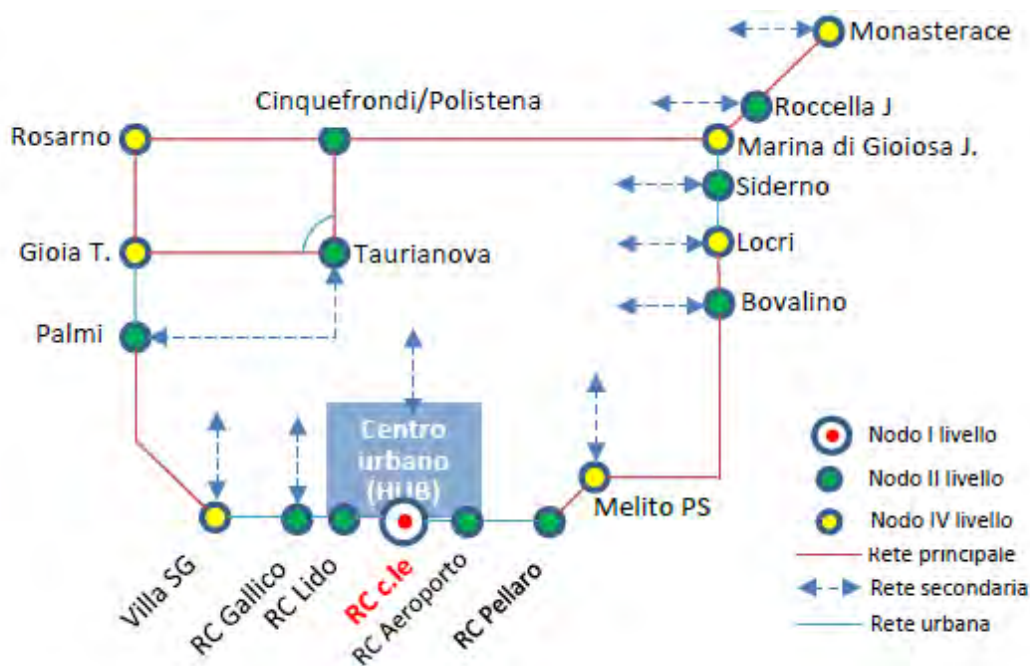 Monasterace
Cinquefrondi/Polistena
Roccella J
Rosarno
Marina di Gioiosa J.
Siderno
Gioia T.
Taurianova
Locri
Bovalino
Palmi
Centro
urbano
(HUB)
Nodo I livello
Nodo II livello
Melito PS
Nodo IV livello
Rete principale
Villa SG
RC Gallico
RC Lido
RC c.le
RC Aeroporto
RC Pellaro
Rete secondaria
Rete urbana